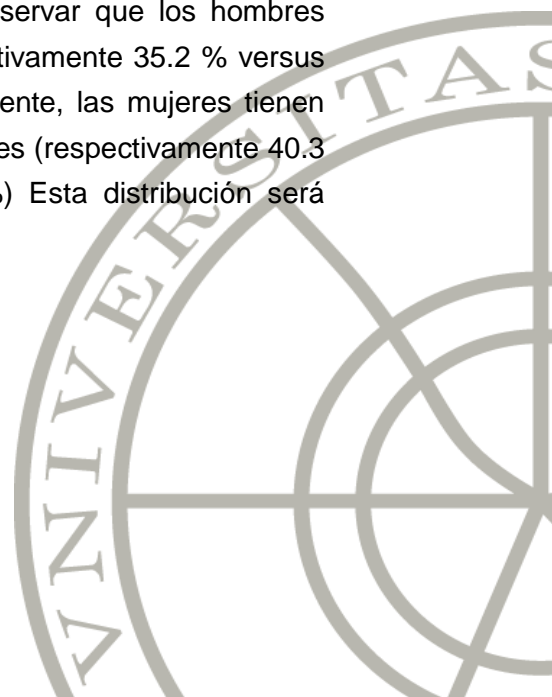 servar que los hombres
tivamente 35.2 % versus
ente, las mujeres tienen
es (respectivamente 40.3
) Esta distribución será
VNIVERSITAS